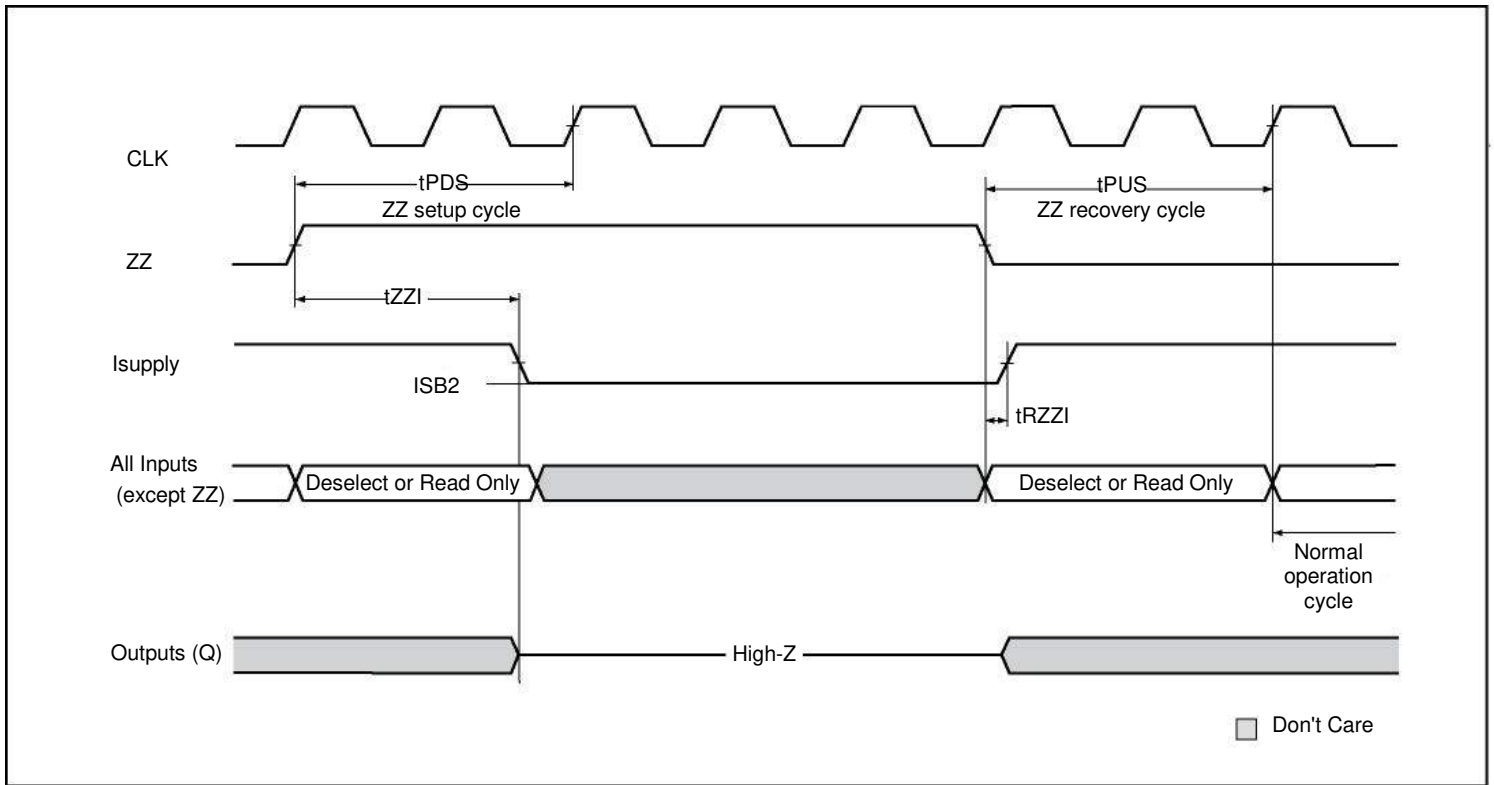 CLK
tPDS
tPUS
ZZ setup cycle
ZZ recovery cycle
ZZ
tZZI
Isupply
ISB2
tRZZI
All Inputs
(except ZZ)
Deselect or Read Only
Deselect or Read Only
Normal
operation
cycle
Outputs (Q)
High-Z
Don't Care